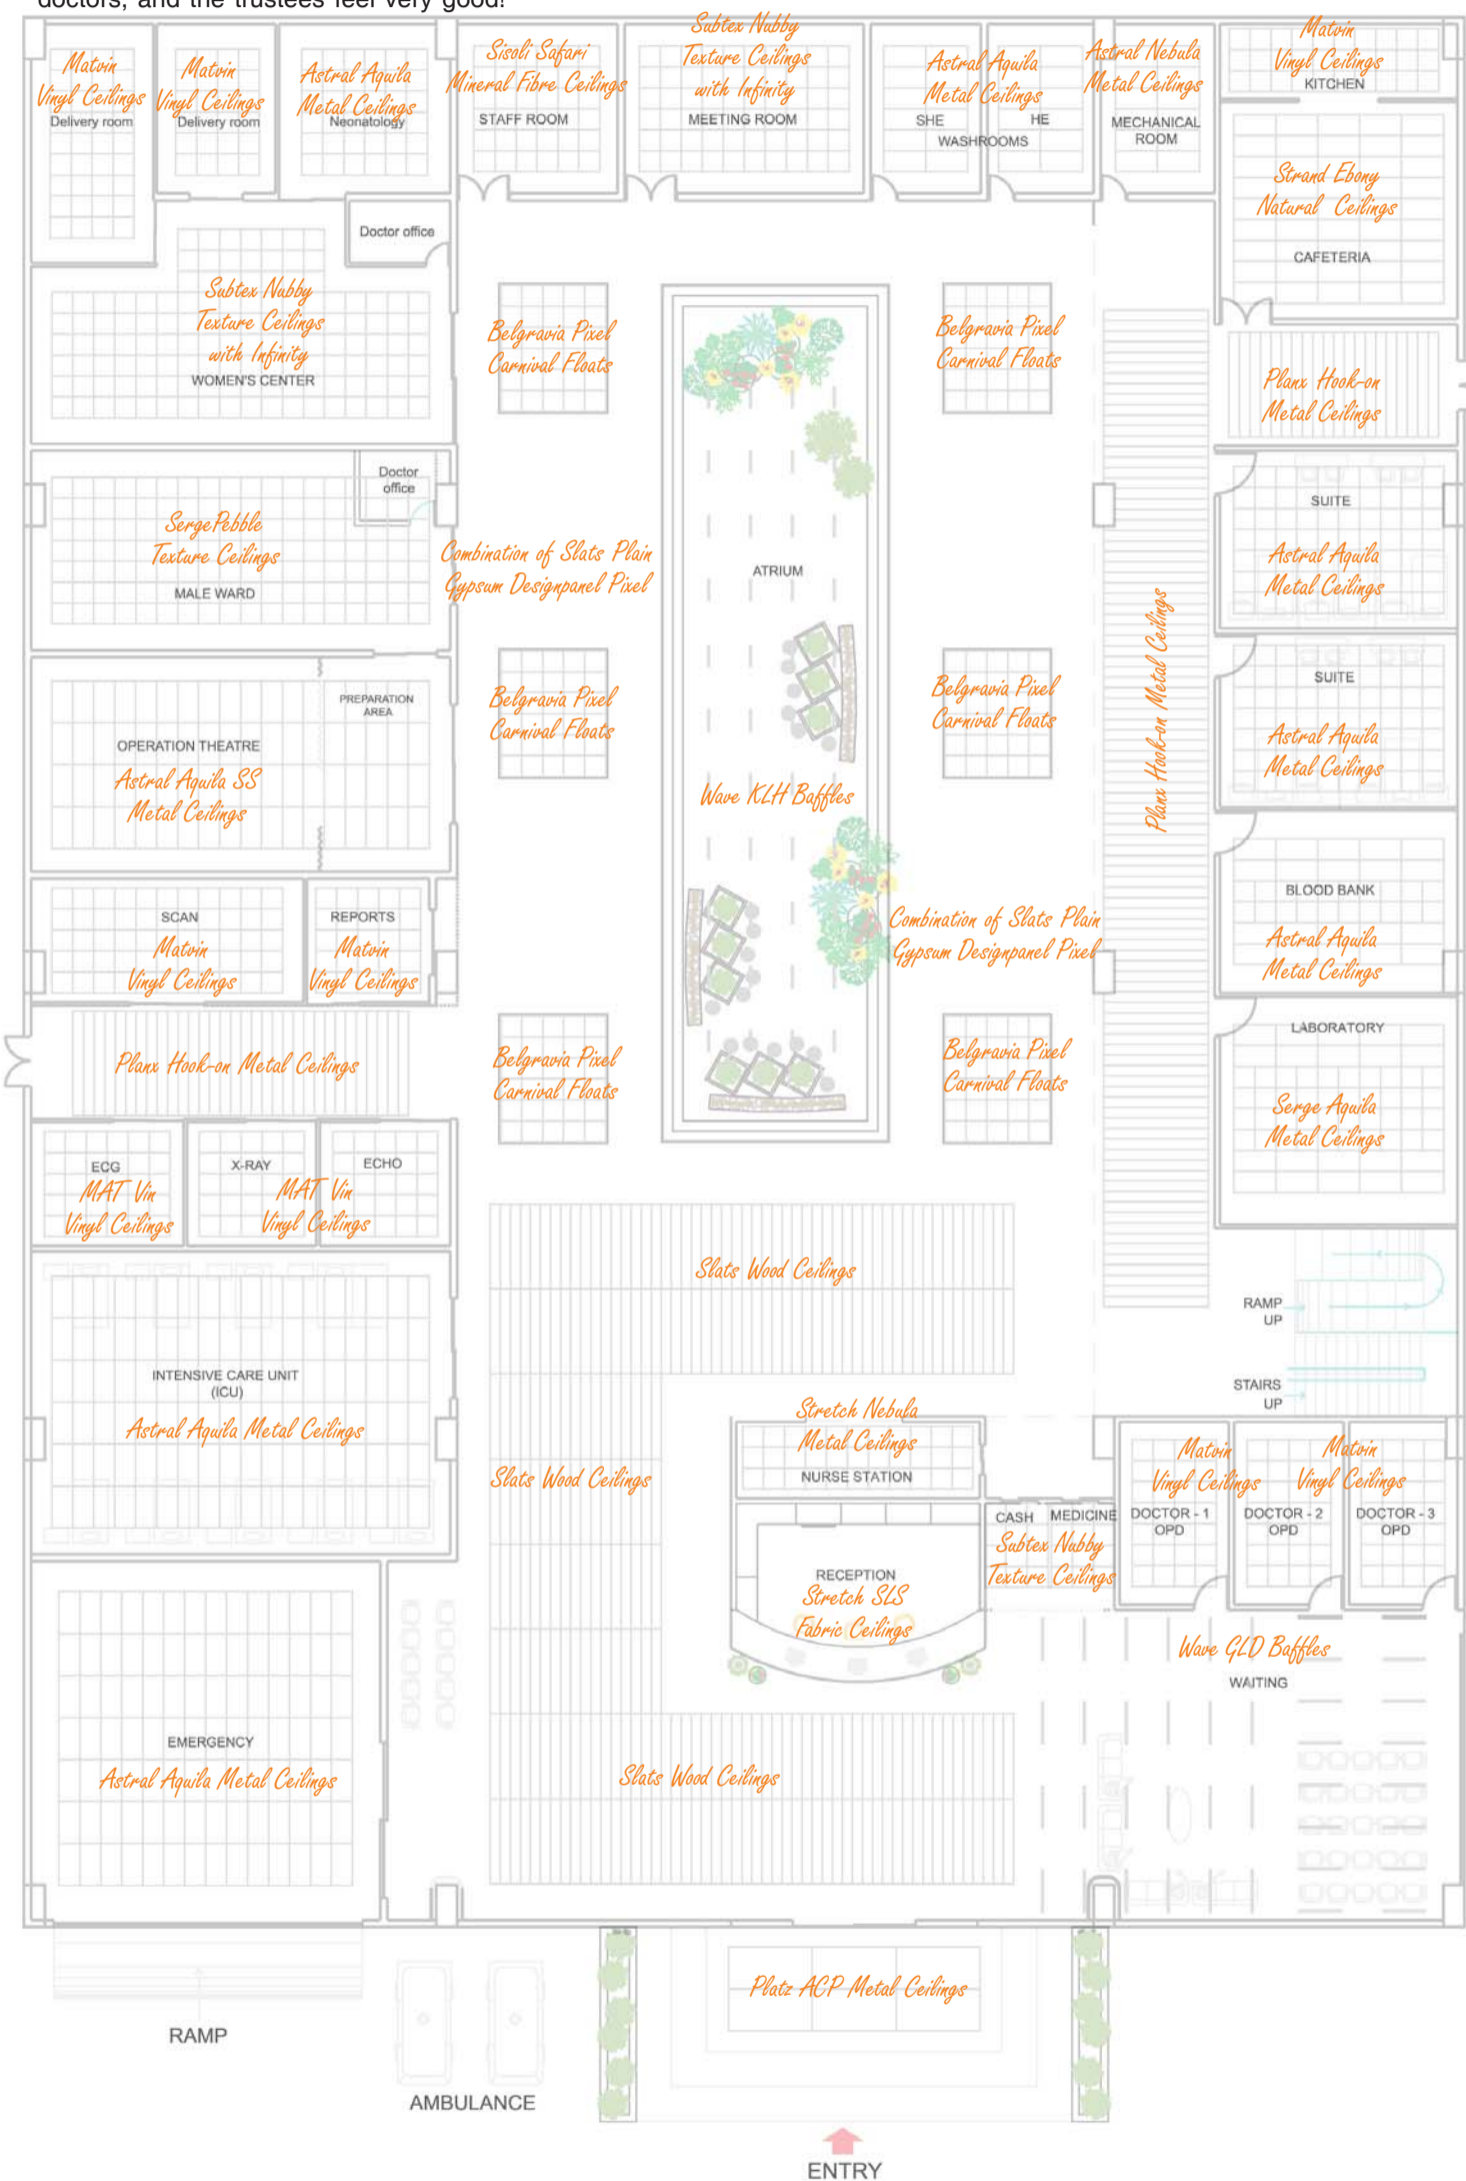 doctors, and the trustees feel very good!
Matvin
Vinyl Ceilings
Delivery room
Matvin
Vinyl Ceilings
Delivery room
Astral Aquila
Metal Ceilings
Neonatology
Sisoli Safari
Mineral Fibre Ceilings
STAFF ROOM
Subtex Nubby
Texture Ceilings
with Infinity
MEETING ROOM
Astral Aquila
Metal Ceilings
SHE
HE
WASHROOMS
Astral Nebula
Metal Ceilings
MECHANICAL
ROOM
Matvin
Vinyl Ceilings
KITCHEN
Strand Ebony
Natural Ceilings
CAFETERIA
Doctor office
Subtex Nubby
Texture Ceilings
with Infinity
WOMEN'S CENTER
Belgravia Pixel
Carnival Floats
Belgravia Pixel
Carnival Floats
Planx Hook-on
Metal Ceilings
Doctor
office
SergePebble
Texture Ceilings
MALE WARD
Combination of Slats Plain
Gypsum Designpanel Pixel
ATRIUM
SUITE
Astral Aquila
Metal Ceilings
Planx Hook-on Metal Ceilings
PREPARATION
AREA
OPERATION THEATRE
Astral Aquila SS
Metal Ceilings
Belgravia Pixel
Carnival Floats
Wave KLH Baffles
Belgravia Pixel
Carnival Floats
SUITE
Astral Aquila
Metal Ceilings
SCAN
Matvin
Vinyl Ceilings
REPORTS
Matvin
Vinyl Ceilings
Combination of Slats Plain
Gypsum Designpanel Pixel
BLOOD BANK
Astral Aquila
Metal Ceilings
Planx Hook-on Metal Ceilings
Belgravia Pixel
Carnival Floats
Belgravia Pixel
Carnival Floats
LABORATORY
Serge Aquila
Metal Ceilings
ECG
MAT Vin
Vinyl Ceilings
X-RAY
ECHO
MAT Vin
Vinyl Ceilings
Slats Wood Ceilings
RAMP
UP
STAIRS
UP
INTENSIVE CARE UNIT
(ICU)
Astral Aquila Metal Ceilings
Slats Wood Ceilings
Stretch Nebula
Metal Ceilings
NURSE STATION
CASH
MEDICINE
Subtex Nubby
Texture Ceilings
Matvin
Vinyl Ceilings
Matvin
Vinyl Ceilings
DOCTOR - 1
OPD
DOCTOR - 2
OPD
DOCTOR - 3
OPD
RECEPTION
Stretch SLS
Fabric Ceilings
Wave GLD Baffles
WAITING
EMERGENCY
Astral Aquila Metal Ceilings
Slats Wood Ceilings
Platz ACP Metal Ceilings
RAMP
AMBULANCE
ENTRY